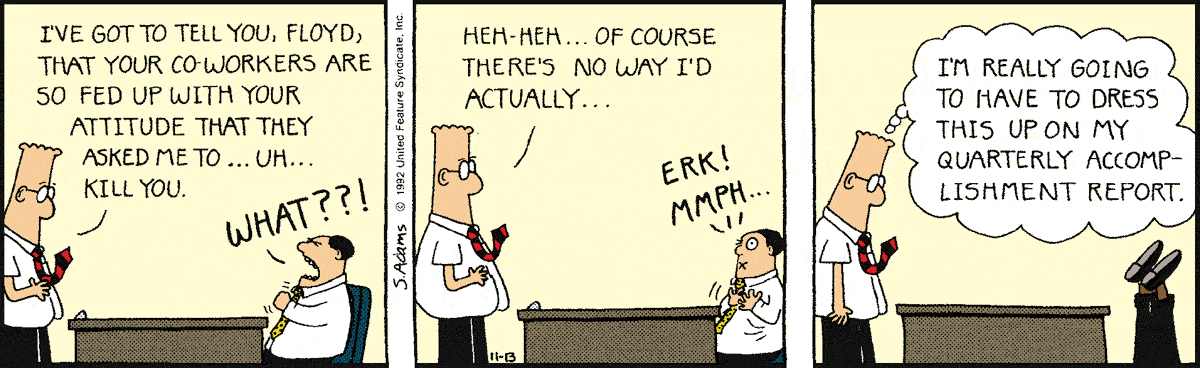 I'VE GOT TO TELL YOU, FLOYD,
THAT YOUR CO-WORKERS ARE
SO FED UP WITH YOUR
ATTITUDE THAT THEY
ASKED ME TO ... UH...
KILL YOU.
WHAT??!
S. Adams © 1992 United Feature Syndicate, Inc.
HEH-HEH... OF COURSE
THERE'S NO WAY I'D
ACTUALLY...
ERK!
MMPH...
11-13
I'M REALLY GOING
TO HAVE TO DRESS
THIS UP ON MY
QUARTERLY ACCOMP-
LISHMENT REPORT.